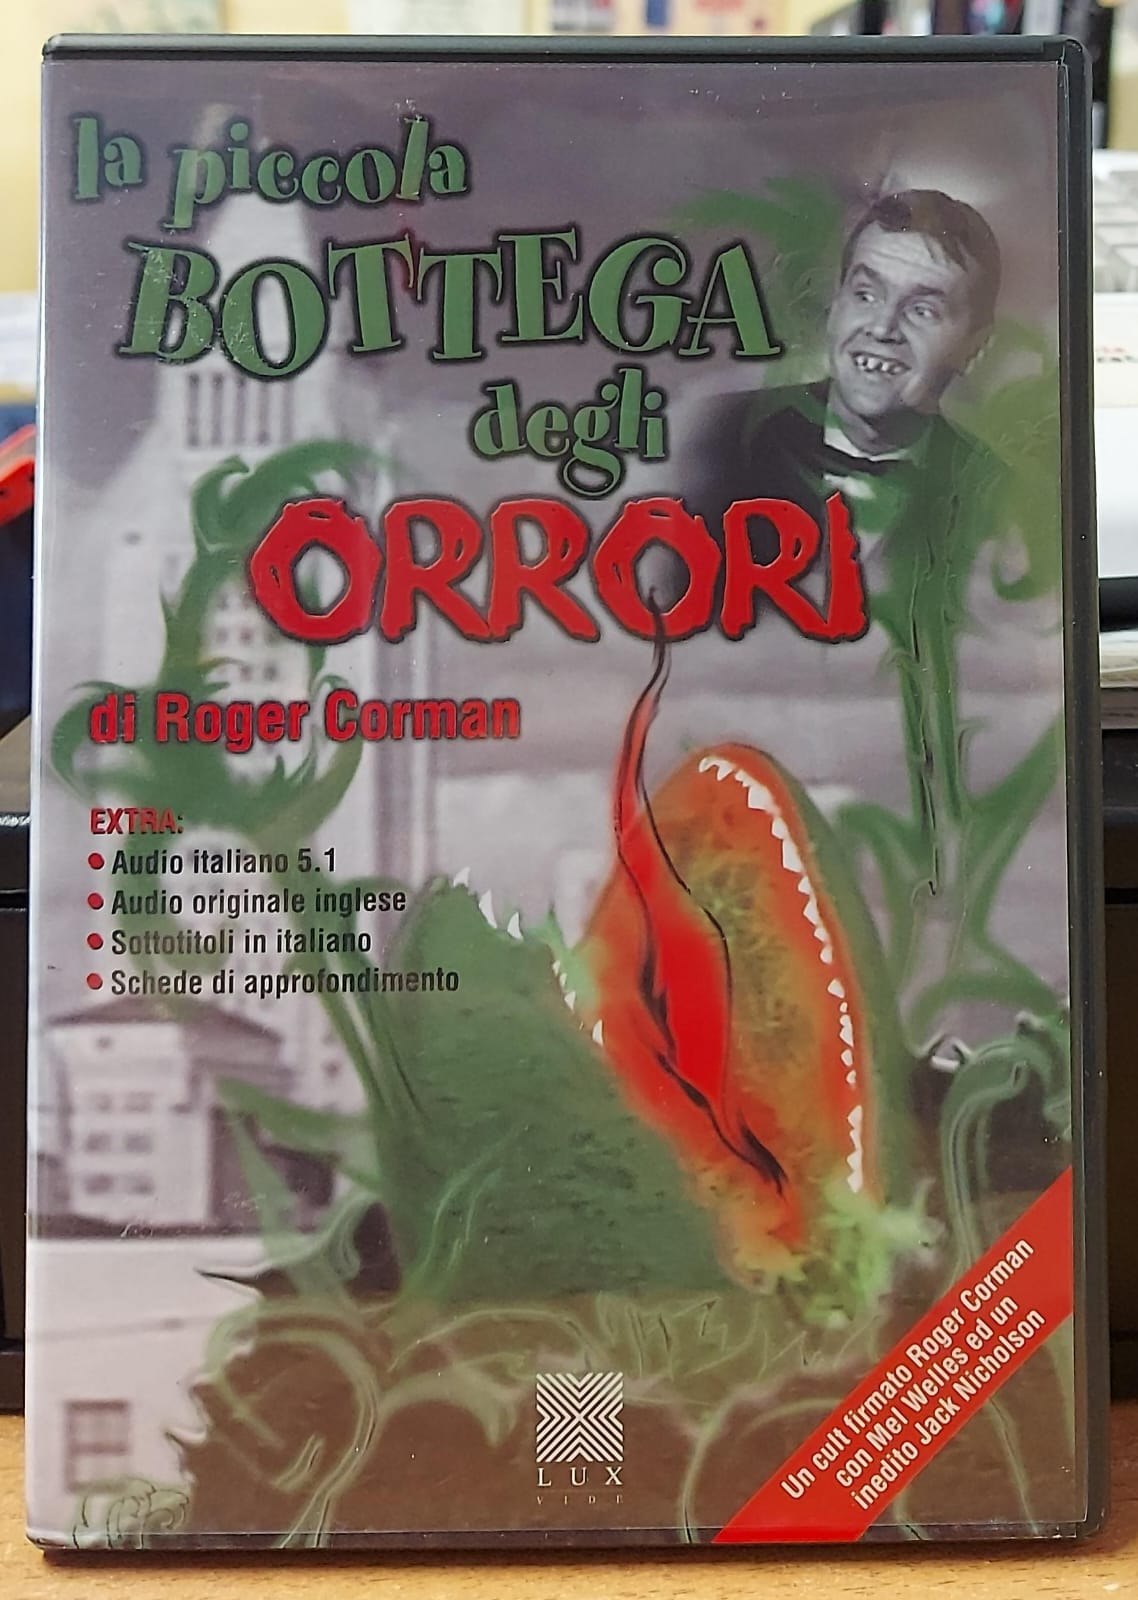 la piccola
BOTTEGA
degli
ORRORI
di Roger Corman
EXTRA:
• Audio italiano 5.1
• Audio originale inglese
• Sottotitoli in italiano
• Schede di approfondimento
Un cult firmato Roger Corman
con Mel Welles ed un
inedito Jack Nicholson
LUX
VIDE